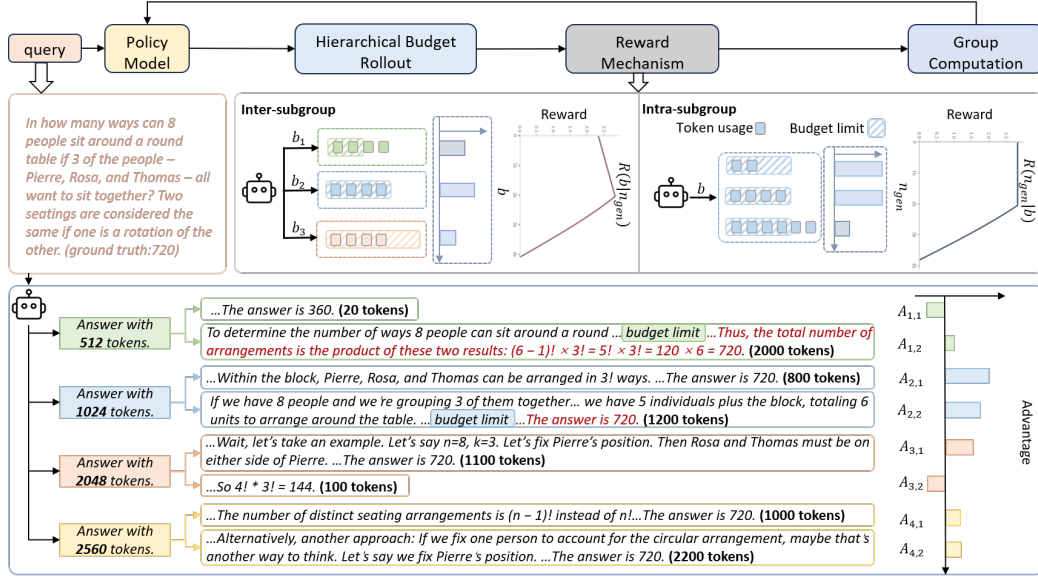 query
Policy
Model
Hierarchical Budget
Rollout
Reward
Mechanism
Group
Computation
In how many ways can 8
people sit around a round
table if 3 of the people –
Pierre, Rosa, and Thomas – all
want to sit together? Two
seatings are considered the
same if one is a rotation of
the other. (ground truth:720)
Inter-subgroup
b1
b2
b3
b
Reward
R(b|n_gen)
Intra-subgroup
Token usage
Budget limit
b
n_gen
Reward
R(n_gen|b)
Answer with
512 tokens.
...The answer is 360. (20 tokens)
To determine the number of ways 8 people can sit around a round ... budget limit ...Thus, the total number of
arrangements is the product of these two results: (6 − 1)! × 3! = 5! × 3! = 120 × 6 = 720. (2000 tokens)
Answer with
1024 tokens.
...Within the block, Pierre, Rosa, and Thomas can be arranged in 3! ways. ...The answer is 720. (800 tokens)
If we have 8 people and we're grouping 3 of them together... we have 5 individuals plus the block, totaling 6
units to arrange around the table. ... budget limit ...The answer is 720. (1200 tokens)
Answer with
2048 tokens.
...Wait, let's take an example. Let's say n=8, k=3. Let's fix Pierre's position. Then Rosa and Thomas must be on
either side of Pierre. ...The answer is 720. (1100 tokens)
...So 4! * 3! = 144. (100 tokens)
Answer with
2560 tokens.
...The number of distinct seating arrangements is (n − 1)! instead of n!...The answer is 720. (1000 tokens)
...Alternatively, another approach: If we fix one person to account for the circular arrangement, maybe that's
another way to think. Let's say we fix Pierre's position. ...The answer is 720. (2200 tokens)
A1,1
A1,2
A2,1
A2,2
A3,1
A3,2
A4,1
A4,2
Advantage